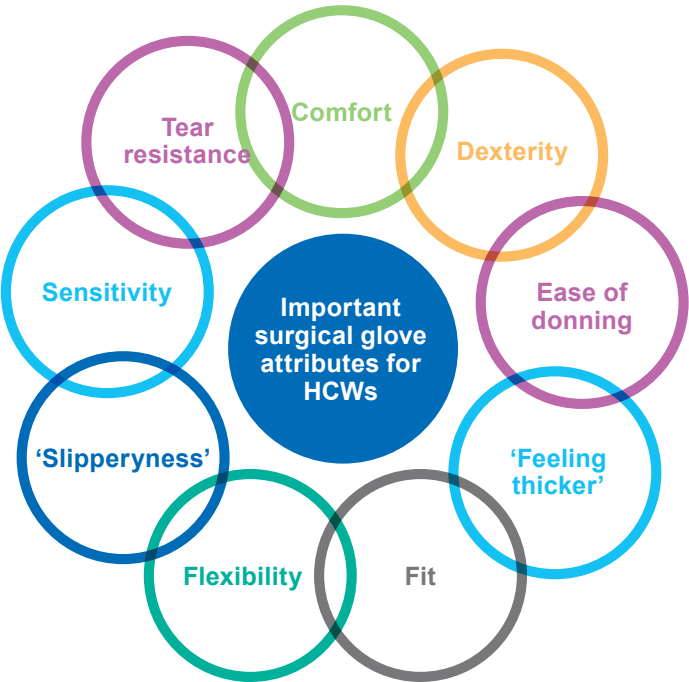 Comfort
Tear
resistance
Dexterity
Sensitivity
Ease of
donning
Important
surgical glove
attributes for
HCWs
‘Slipperyness’
‘Feeling
thicker’
Flexibility
Fit